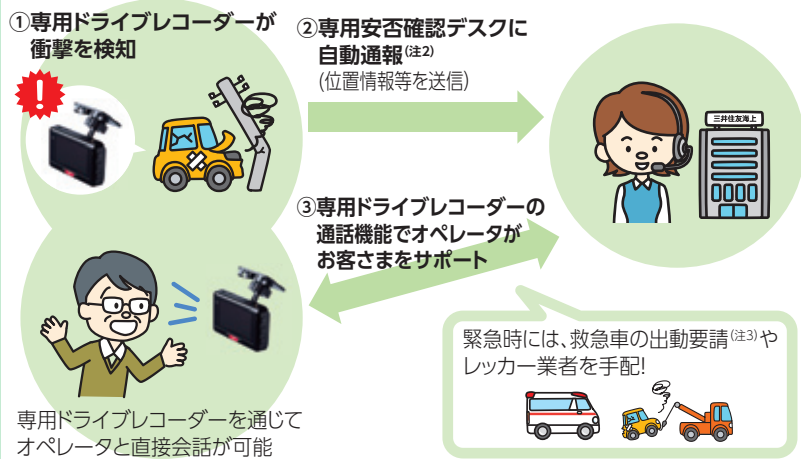 ①専用ドライブレコーダーが
衝撃を検知
②専用安否確認デスクに
自動通報(注2)
(位置情報等を送信)
三井住友海上
③専用ドライブレコーダーの
通話機能でオペレータが
お客さまをサポート
専用ドライブレコーダーを通じて
オペレータと直接会話が可能
緊急時には、救急車の出動要請(注3)や
レッカー業者を手配!